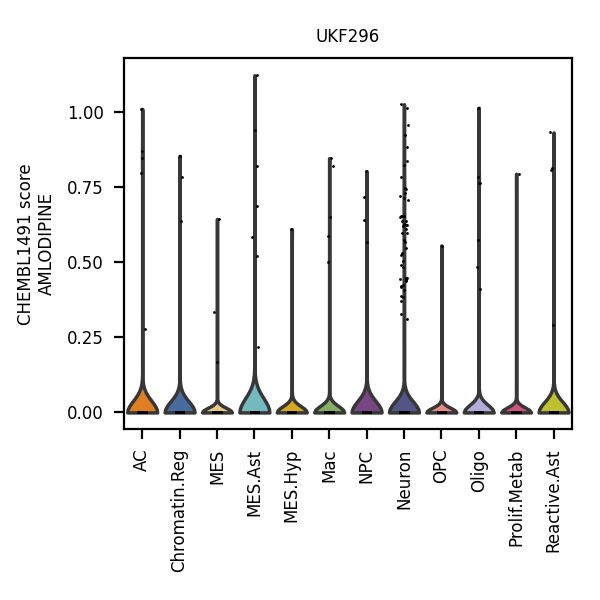 UKF296
CHEMBL1491 score
AMLODIPINE
1.00
0.75
0.50
0.25
0.00
AC
Chromatin.Reg
MES
MES.Ast
MES.Hyp
Mac
NPC
Neuron
OPC
Oligo
Prolif.Metab
Reactive.Ast